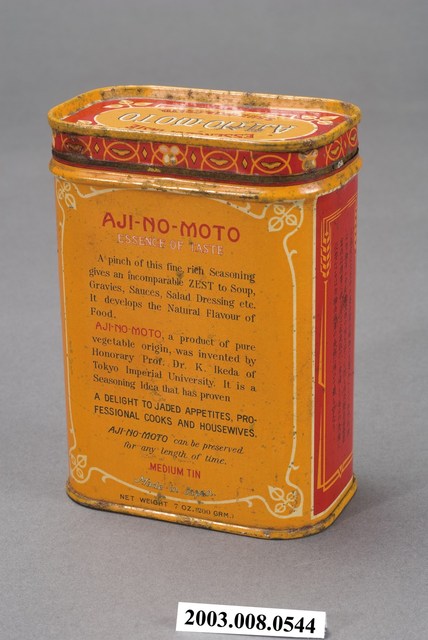 AJI-NO-MOTO
AJI-NO-MOTO
ESSENCE OF TASTE
A pinch of this fine rich Seasoning
gives an incomparable ZEST to Soup,
Gravies, Sauces, Salad Dressing etc.
It develops the Natural Flavour of
Food.
AJI-NO-MOTO, a product of pure
vegetable origin, was invented by
Honorary Prof. Dr. K. Ikeda of
Tokyo Imperial University. It is a
Seasoning Idea that has proven
A DELIGHT TO JADED APPETITES, PRO-
FESSIONAL COOKS AND HOUSEWIVES.
AJI-NO-MOTO can be preserved
for any length of time.
MEDIUM TIN
NET WEIGHT 7 OZ. (200 GRM.)
2003.008.0544